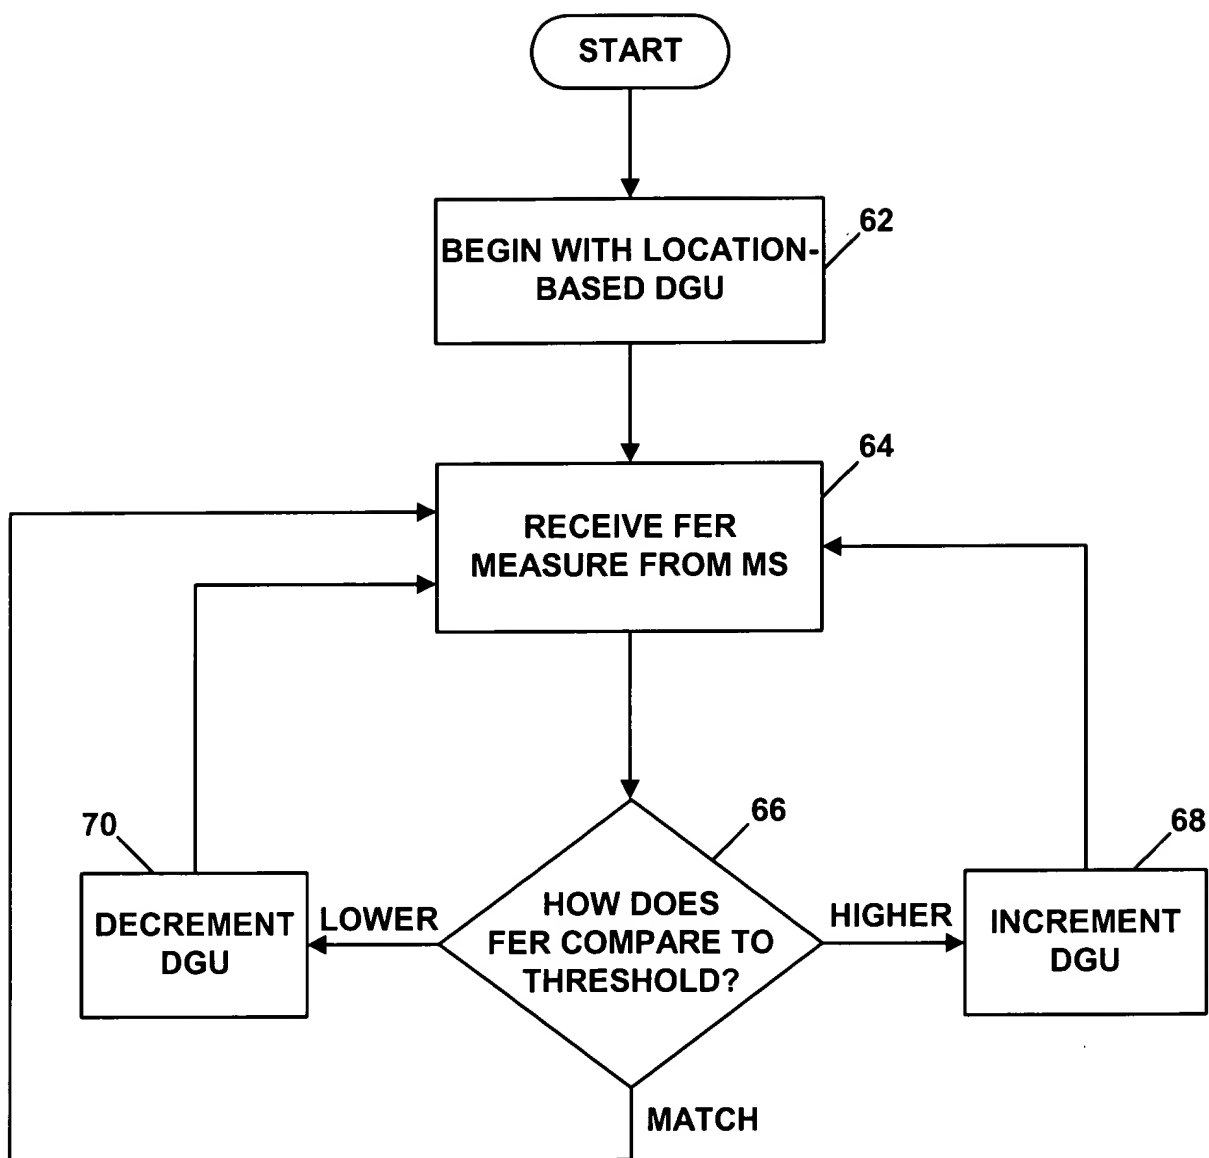 START
BEGIN WITH LOCATION-
BASED DGU
62
RECEIVE FER
MEASURE FROM MS
64
HOW DOES
FER COMPARE TO
THRESHOLD?
66
LOWER
DECREMENT
DGU
70
HIGHER
INCREMENT
DGU
68
MATCH